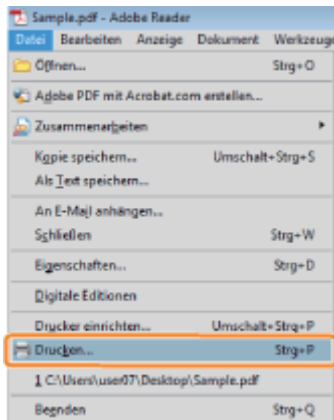 Sample.pdf - Adobe Reader
Datei Bearbeiten Anzeige Dokument Werkzeuge
Öffnen... Strg+O
Adobe PDF mit Acrobat.com erstellen...
Zusammenarbeiten
Kopie speichern... Umschalt+Strg+S
Als Text speichern...
An E-Mail anhängen...
Schließen Strg+W
Eigenschaften... Strg+D
Digitale Editionen
Drucker einrichten... Umschalt+Strg+P
Drucken... Strg+P
1 C:\Users\user07\Desktop\Sample.pdf
Beenden Strg+Q